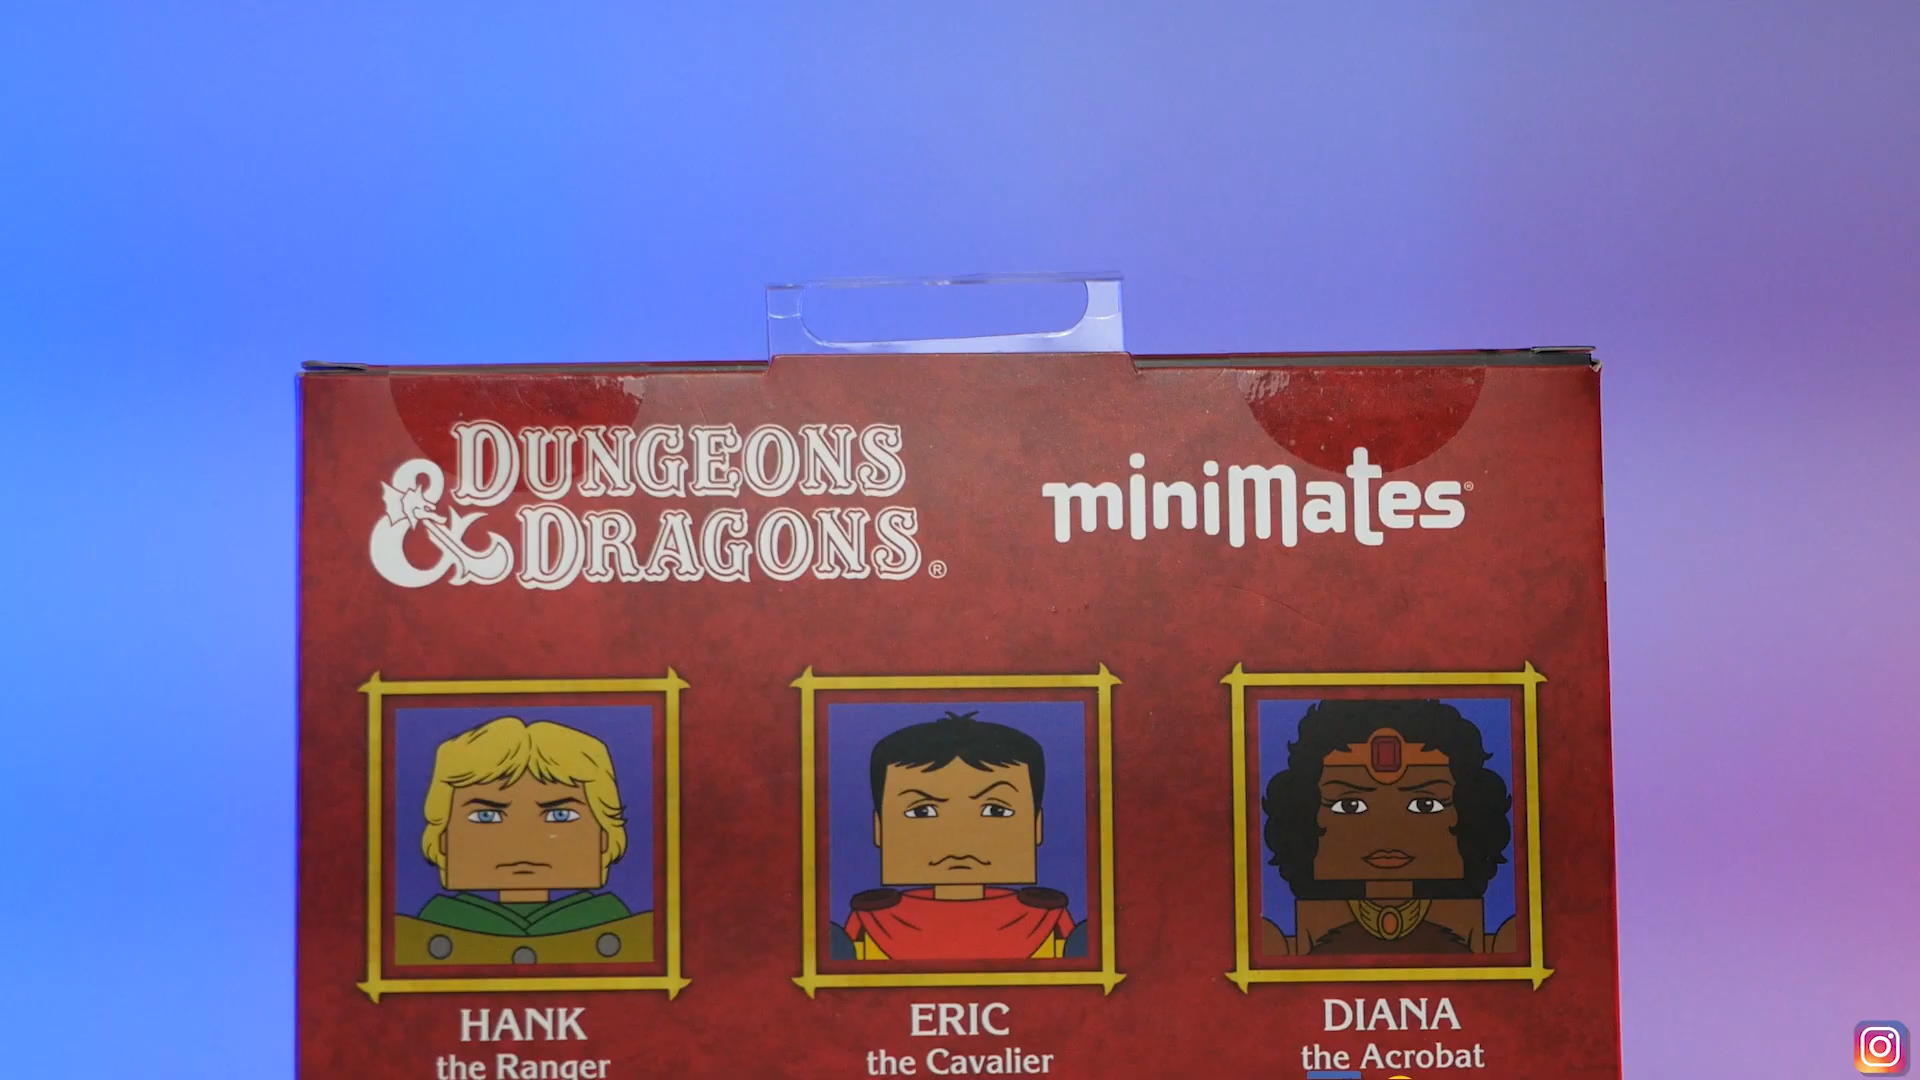 DUNGEONS
& DRAGONS®
minimates®
HANK
the Ranger
ERIC
the Cavalier
DIANA
the Acrobat